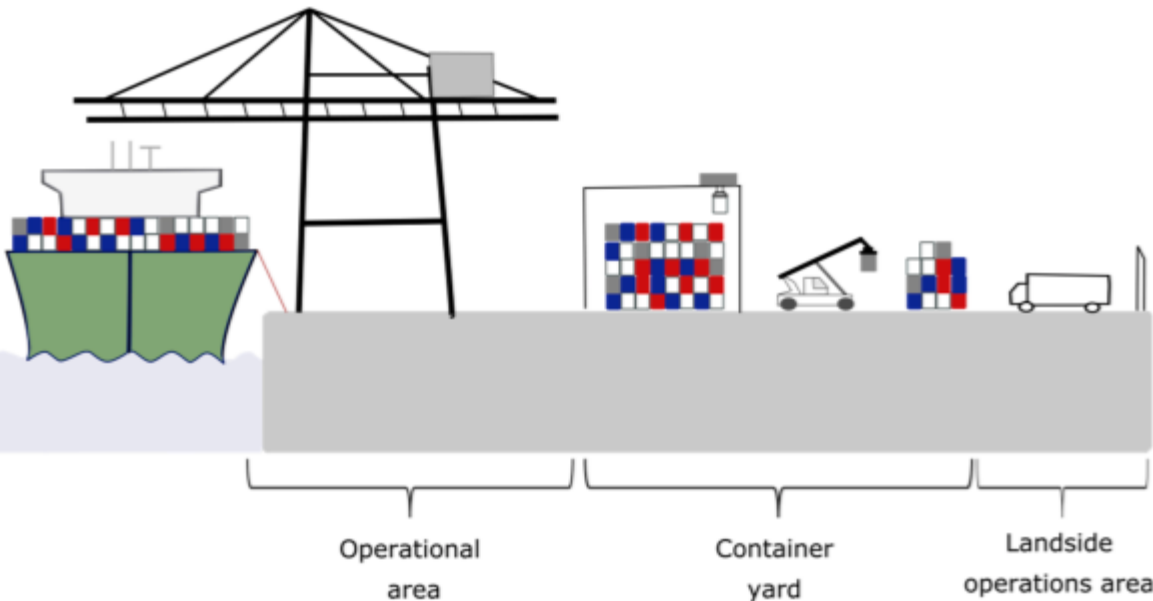 Operational
area
Container
yard
Landside
operations area